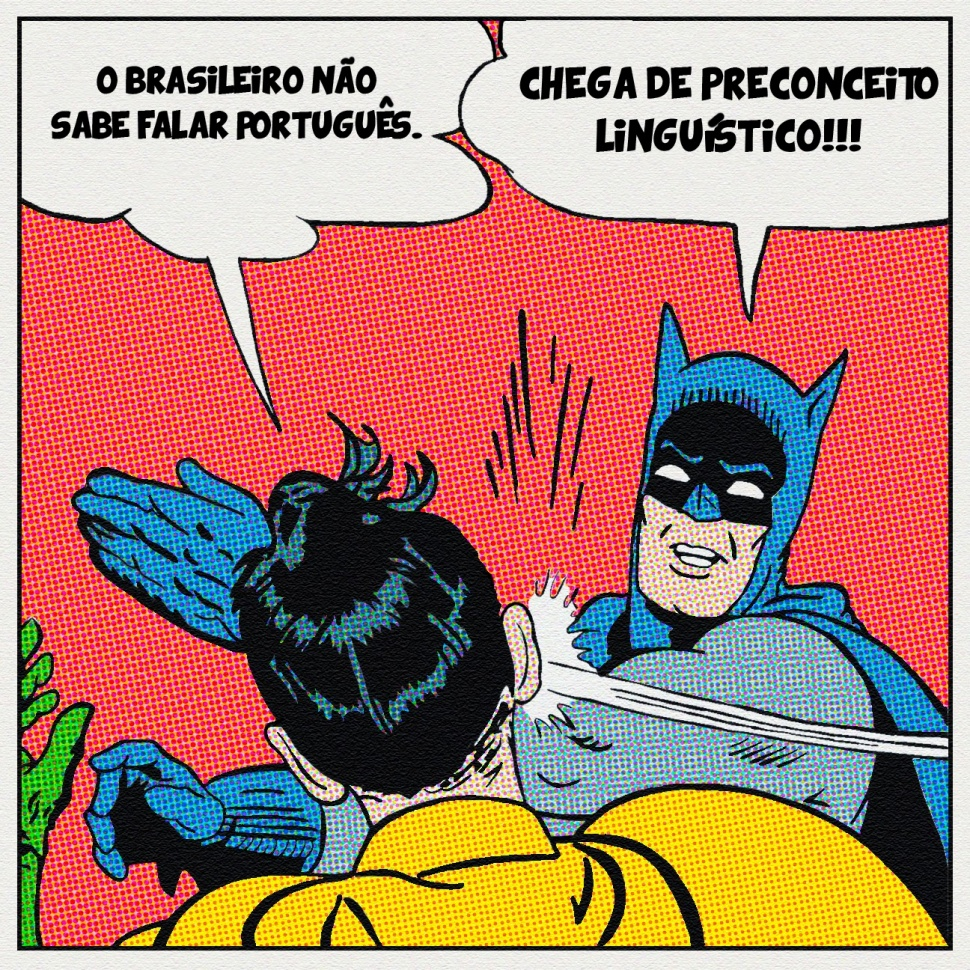 O BRASILEIRO NÃO
SABE FALAR PORTUGUÊS.
CHEGA DE PRECONCEITO
LINGUÍSTICO!!!